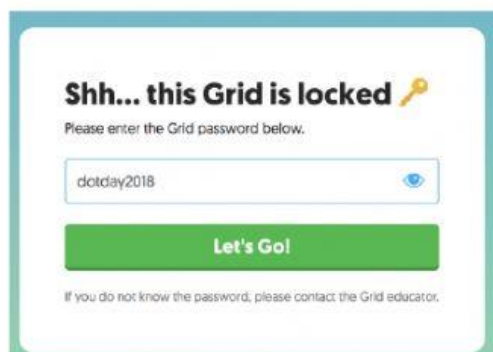 Shh... this Grid is locked 🔑
Please enter the Grid password below.
dotday2018
Let's Go!
If you do not know the password, please contact the Grid educator.